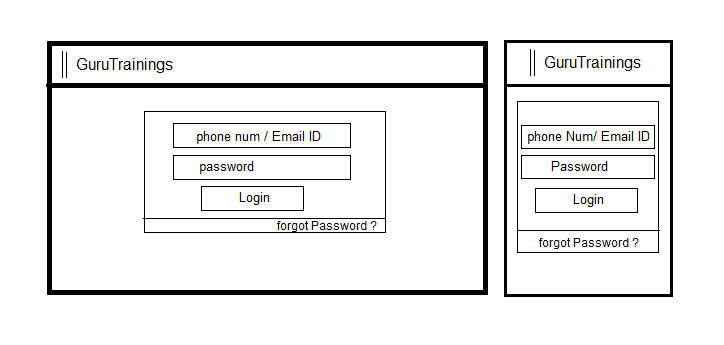 GuruTrainings
phone num / Email ID
password
Login
forgot Password ?
GuruTrainings
phone Num/ Email ID
Password
Login
forgot Password ?